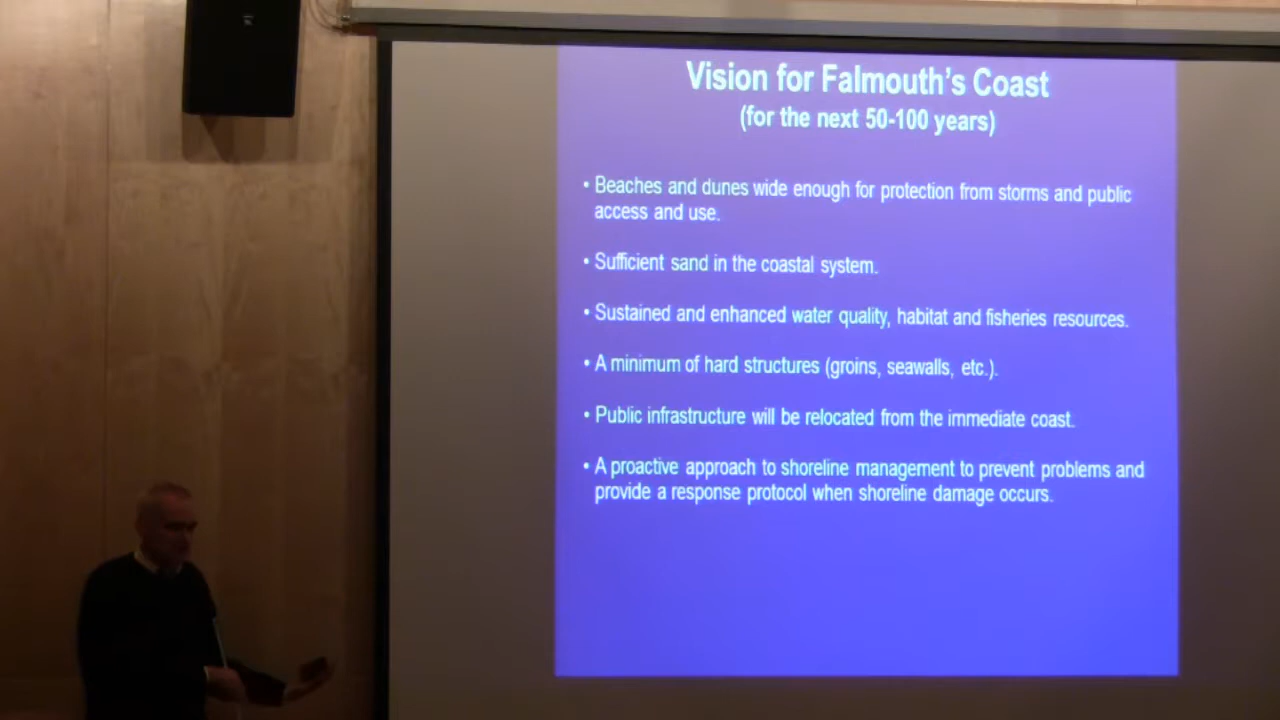 Vision for Falmouth's Coast
(for the next 50-100 years)
• Beaches and dunes wide enough for protection from storms and public
access and use.
• Sufficient sand in the coastal system.
• Sustained and enhanced water quality, habitat and fisheries resources.
• A minimum of hard structures (groins, seawalls, etc.).
• Public infrastructure will be relocated from the immediate coast.
• A proactive approach to shoreline management to prevent problems and
provide a response protocol when shoreline damage occurs.